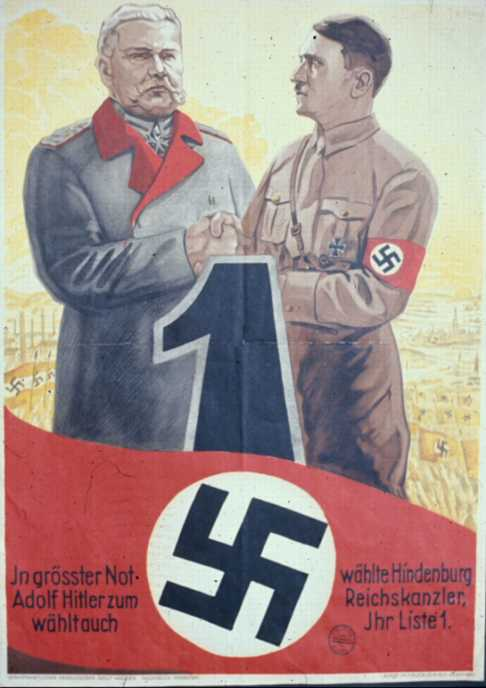 1
Jn grösster Not wählte Hindenburg
Adolf Hitler zum Reichskanzler,
wählt auch Jhr Liste 1.